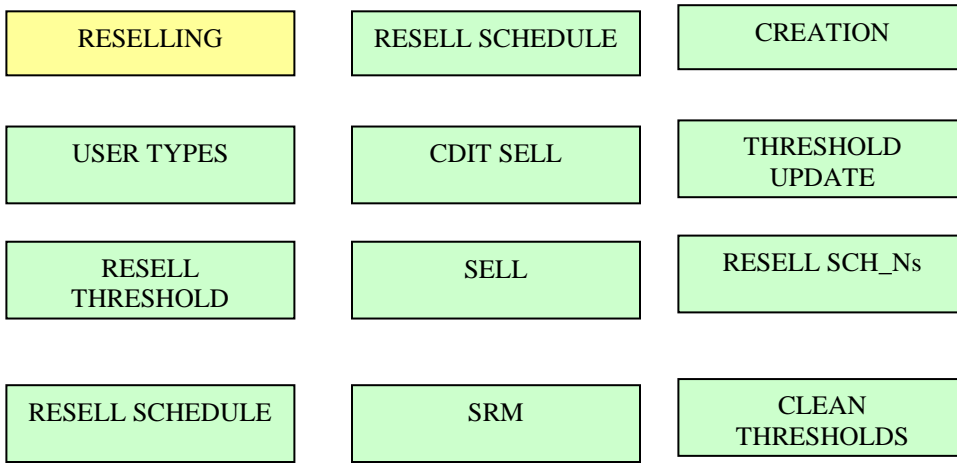 RESELLING
RESELL SCHEDULE
CREATION
USER TYPES
CDIT SELL
THRESHOLD
UPDATE
RESELL
THRESHOLD
SELL
RESELL SCH_Ns
RESELL SCHEDULE
SRM
CLEAN
THRESHOLDS